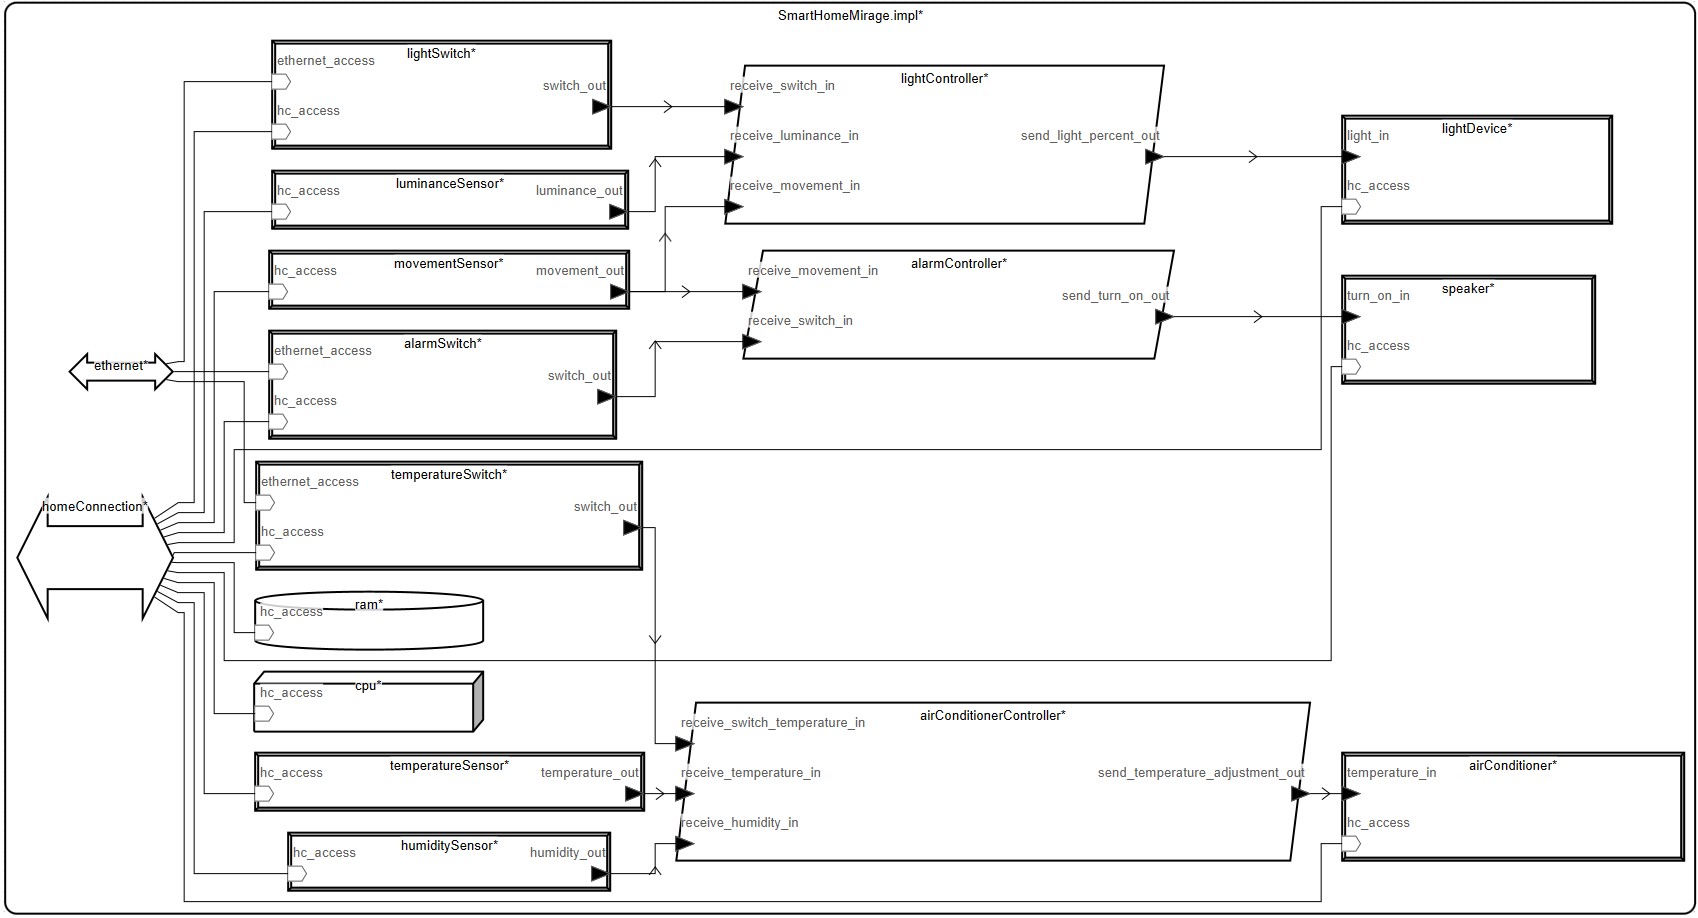 SmartHomeMirage.impl*
lightSwitch*
ethernet_access
switch_out
hc_access
lightController*
receive_switch_in
receive_luminance_in
send_light_percent_out
receive_movement_in
lightDevice*
light_in
hc_access
luminanceSensor*
hc_access
luminance_out
movementSensor*
hc_access
movement_out
alarmController*
receive_movement_in
send_turn_on_out
receive_switch_in
speaker*
turn_on_in
hc_access
alarmSwitch*
ethernet_access
switch_out
hc_access
ethernet*
homeConnection*
temperatureSwitch*
ethernet_access
switch_out
hc_access
ram*
hc_access
cpu*
hc_access
airConditionerController*
receive_switch_temperature_in
receive_temperature_in
send_temperature_adjustment_out
receive_humidity_in
temperatureSensor*
hc_access
temperature_out
airConditioner*
temperature_in
hc_access
humiditySensor*
hc_access
humidity_out